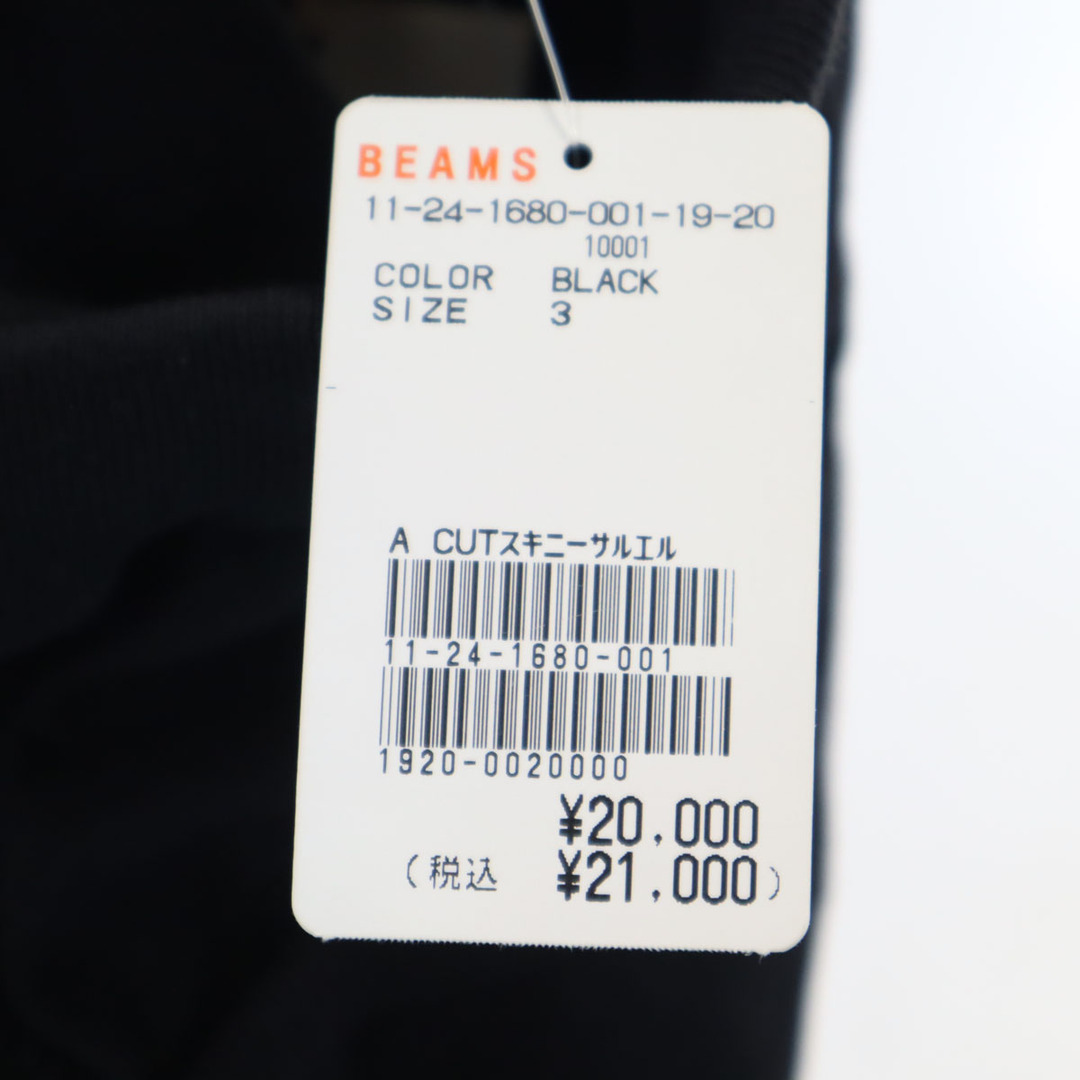 BEAMS
11-24-1680-001-19-20
10001
COLOR BLACK
SIZE 3
A CUTスキニーサルエル
11-24-1680-001
1920-0020000
¥20,000
(税込 ¥21,000)